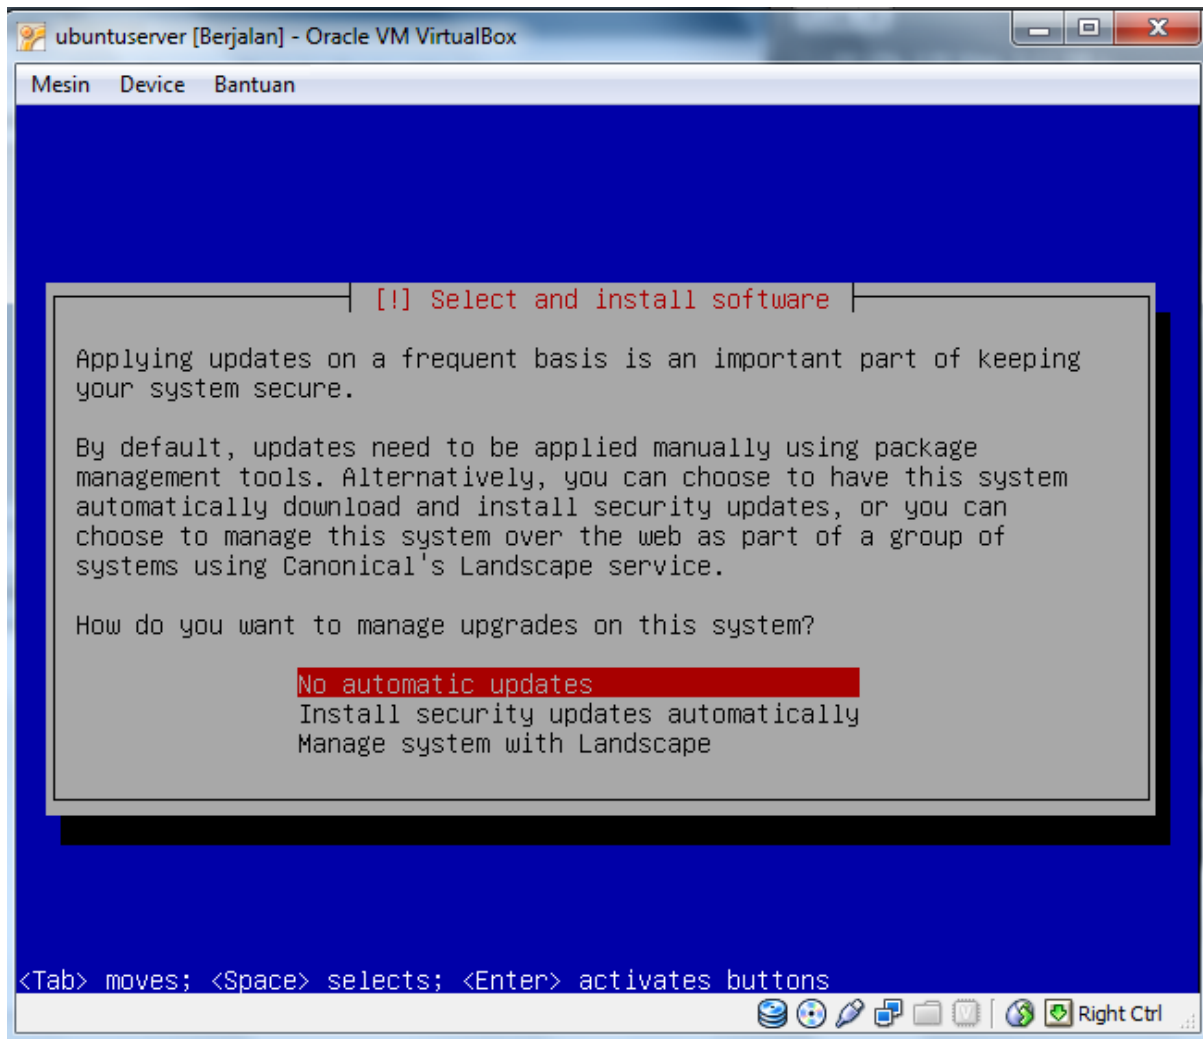 ubuntuserver [Berjalan] - Oracle VM VirtualBox
Mesin Device Bantuan
[!] Select and install software
Applying updates on a frequent basis is an important part of keeping
your system secure.
By default, updates need to be applied manually using package
management tools. Alternatively, you can choose to have this system
automatically download and install security updates, or you can
choose to manage this system over the web as part of a group of
systems using Canonical's Landscape service.
How do you want to manage upgrades on this system?
No automatic updates
Install security updates automatically
Manage system with Landscape
<Tab> moves; <Space> selects; <Enter> activates buttons
Right Ctrl